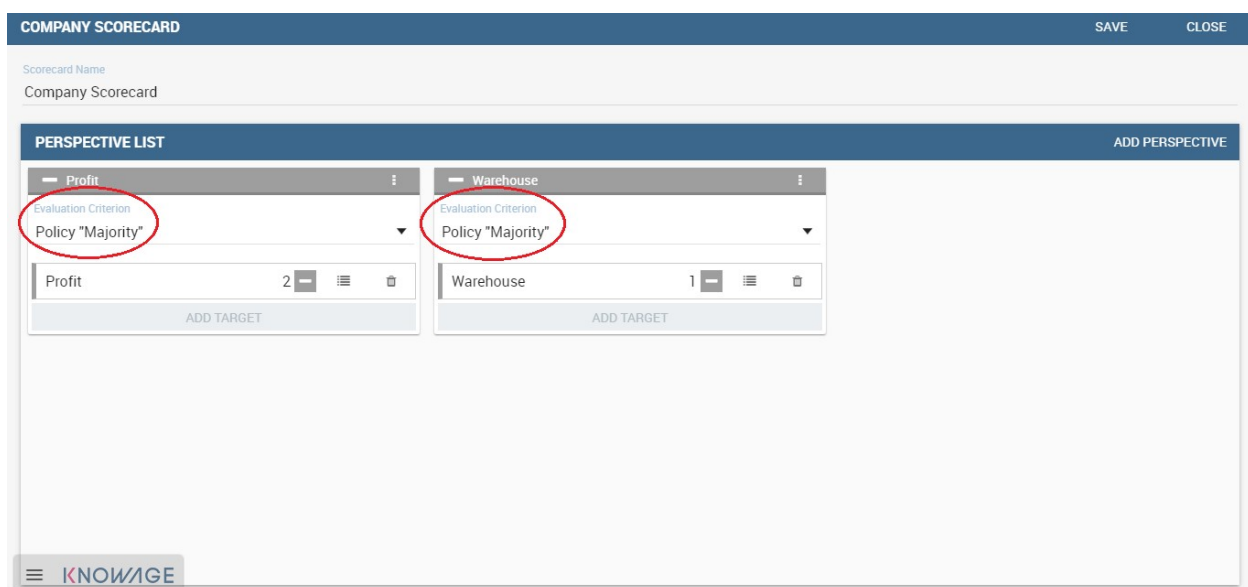 COMPANY SCORECARD SAVE CLOSE
Scorecard Name
Company Scorecard
PERSPECTIVE LIST ADD PERSPECTIVE
Profit Warehouse
Evaluation Criterion Evaluation Criterion
Policy "Majority" Policy "Majority"
Profit 2 Warehouse 1
ADD TARGET ADD TARGET
KNOWAGE